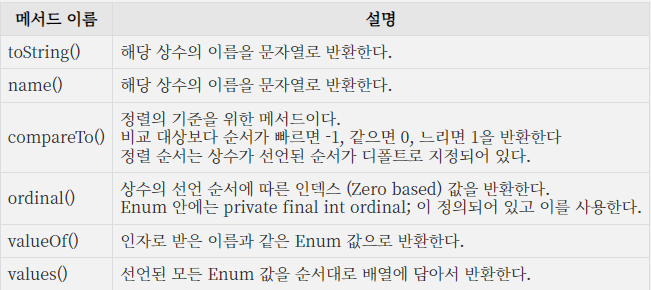 메서드 이름 설명
toString() 해당 상수의 이름을 문자열로 반환한다.
name() 해당 상수의 이름을 문자열로 반환한다.
compareTo() 정렬의 기준을 위한 메서드이다.
비교 대상보다 순서가 빠르면 -1, 같으면 0, 느리면 1을 반환한다
정렬 순서는 상수가 선언된 순서가 디폴트로 지정되어 있다.
ordinal() 상수의 선언 순서에 따른 인덱스 (Zero based) 값을 반환한다.
Enum 안에는 private final int ordinal; 이 정의되어 있고 이를 사용한다.
valueOf() 인자로 받은 이름과 같은 Enum 값으로 반환한다.
values() 선언된 모든 Enum 값을 순서대로 배열에 담아서 반환한다.